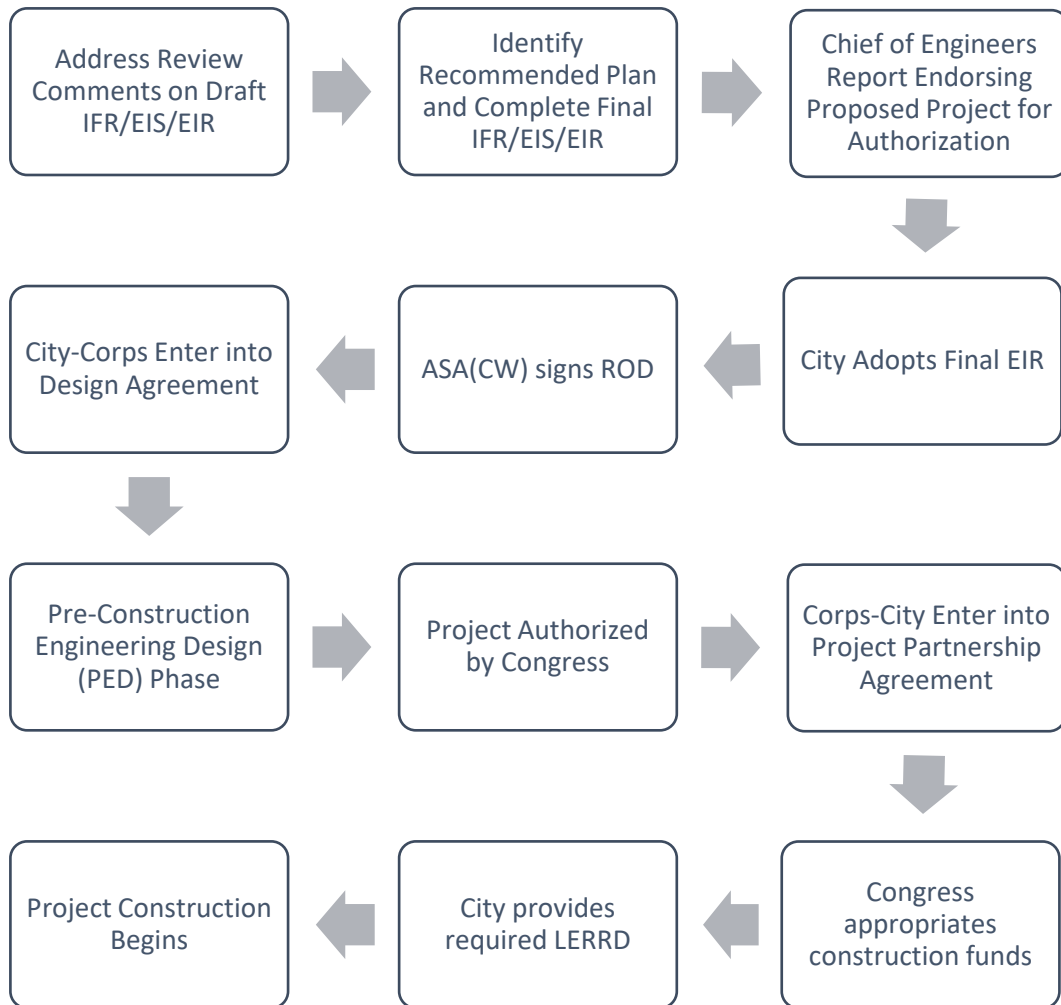 Address Review
Comments on Draft
IFR/EIS/EIR
Identify
Recommended Plan
and Complete Final
IFR/EIS/EIR
Chief of Engineers
Report Endorsing
Proposed Project for
Authorization
City Adopts Final EIR
ASA(CW) signs ROD
City-Corps Enter into
Design Agreement
Pre-Construction
Engineering Design
(PED) Phase
Project Authorized
by Congress
Corps-City Enter into
Project Partnership
Agreement
Congress
appropriates
construction funds
City provides
required LERRD
Project Construction
Begins